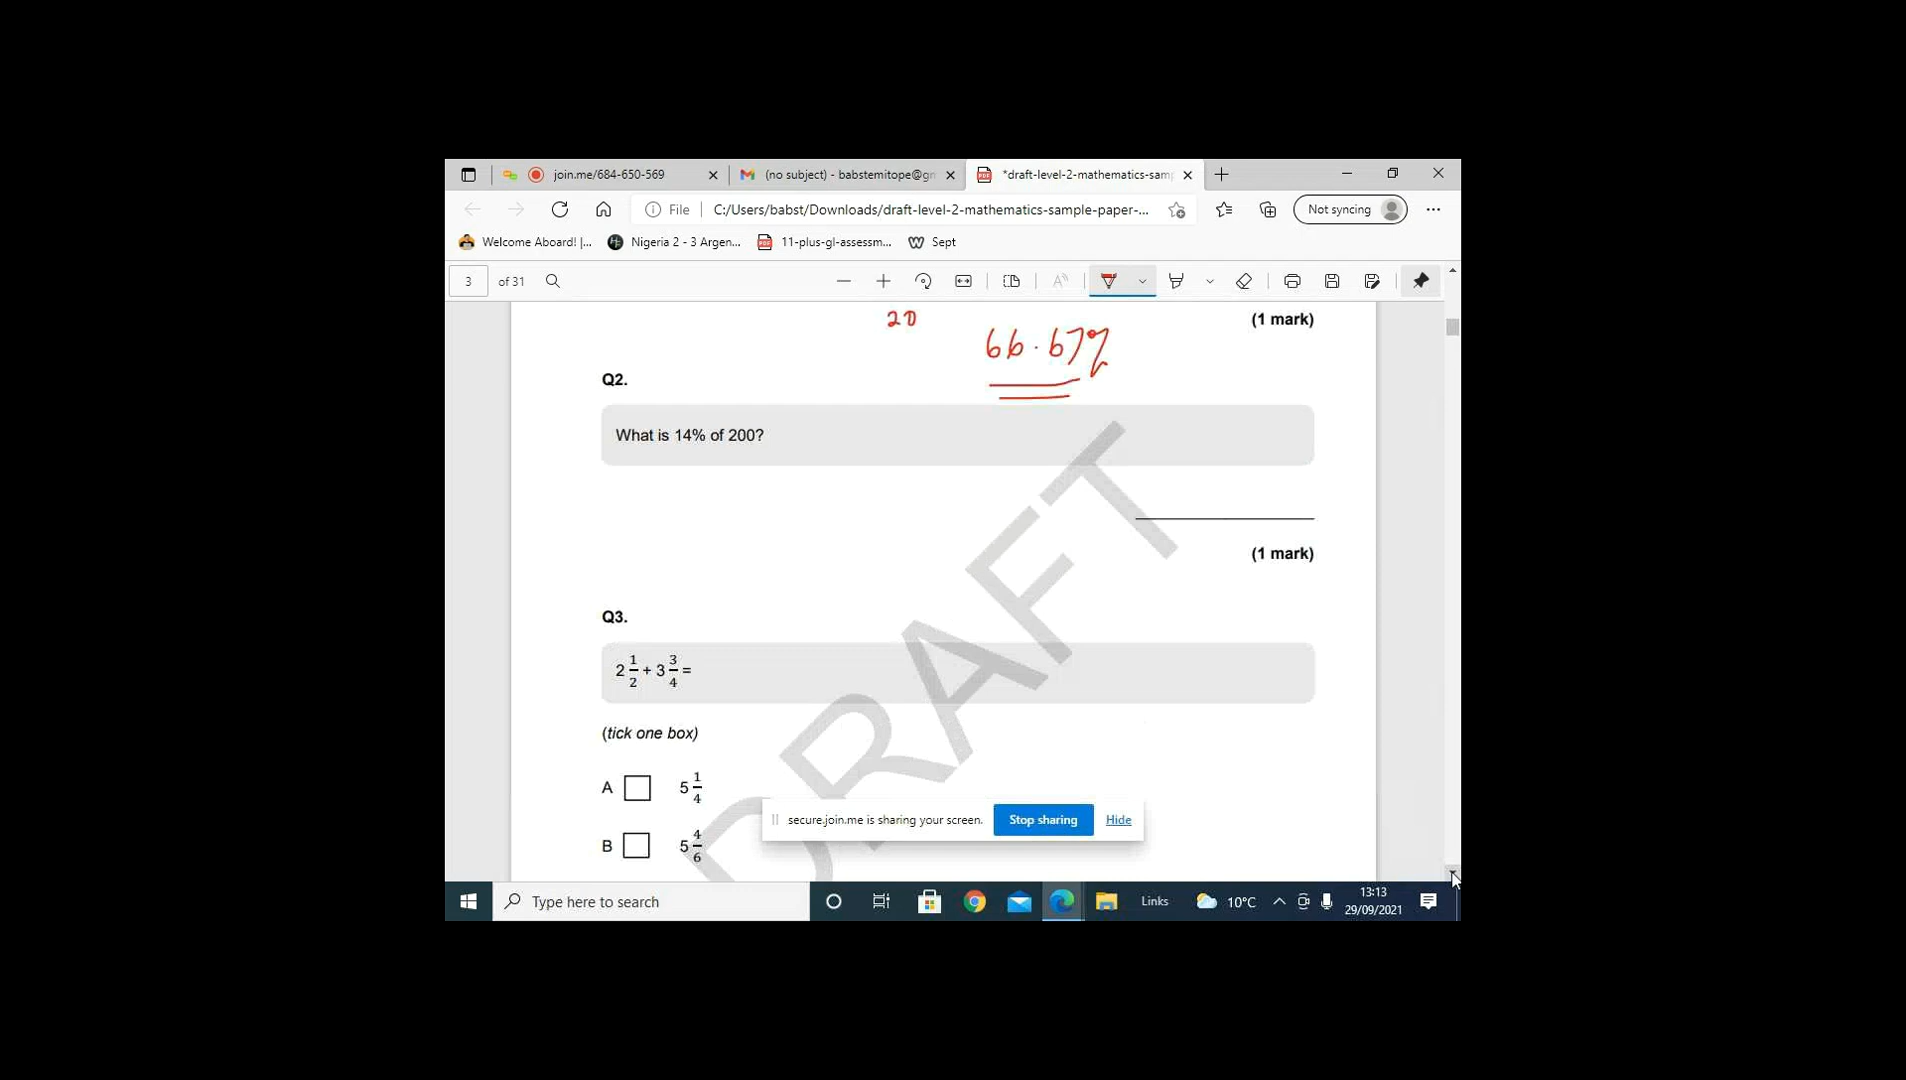 join.me/684-650-569
(no subject) - babstemitope@gm
*draft-level-2-mathematics-sam
File C:/Users/babst/Downloads/draft-level-2-mathematics-sample-paper-... Not syncing
Welcome Aboard! |... Nigeria 2 - 3 Argen... 11-plus-gl-assessm... Sept
3 of 31
20 (1 mark)
66.67%
Q2.
What is 14% of 200?
(1 mark)
Q3.
2 1/2 + 3 3/4 =
(tick one box)
A 5 1/4
secure.join.me is sharing your screen. Stop sharing Hide
B 5 4/6
DRAFT
Type here to search Links 10°C 13:13
29/09/2021